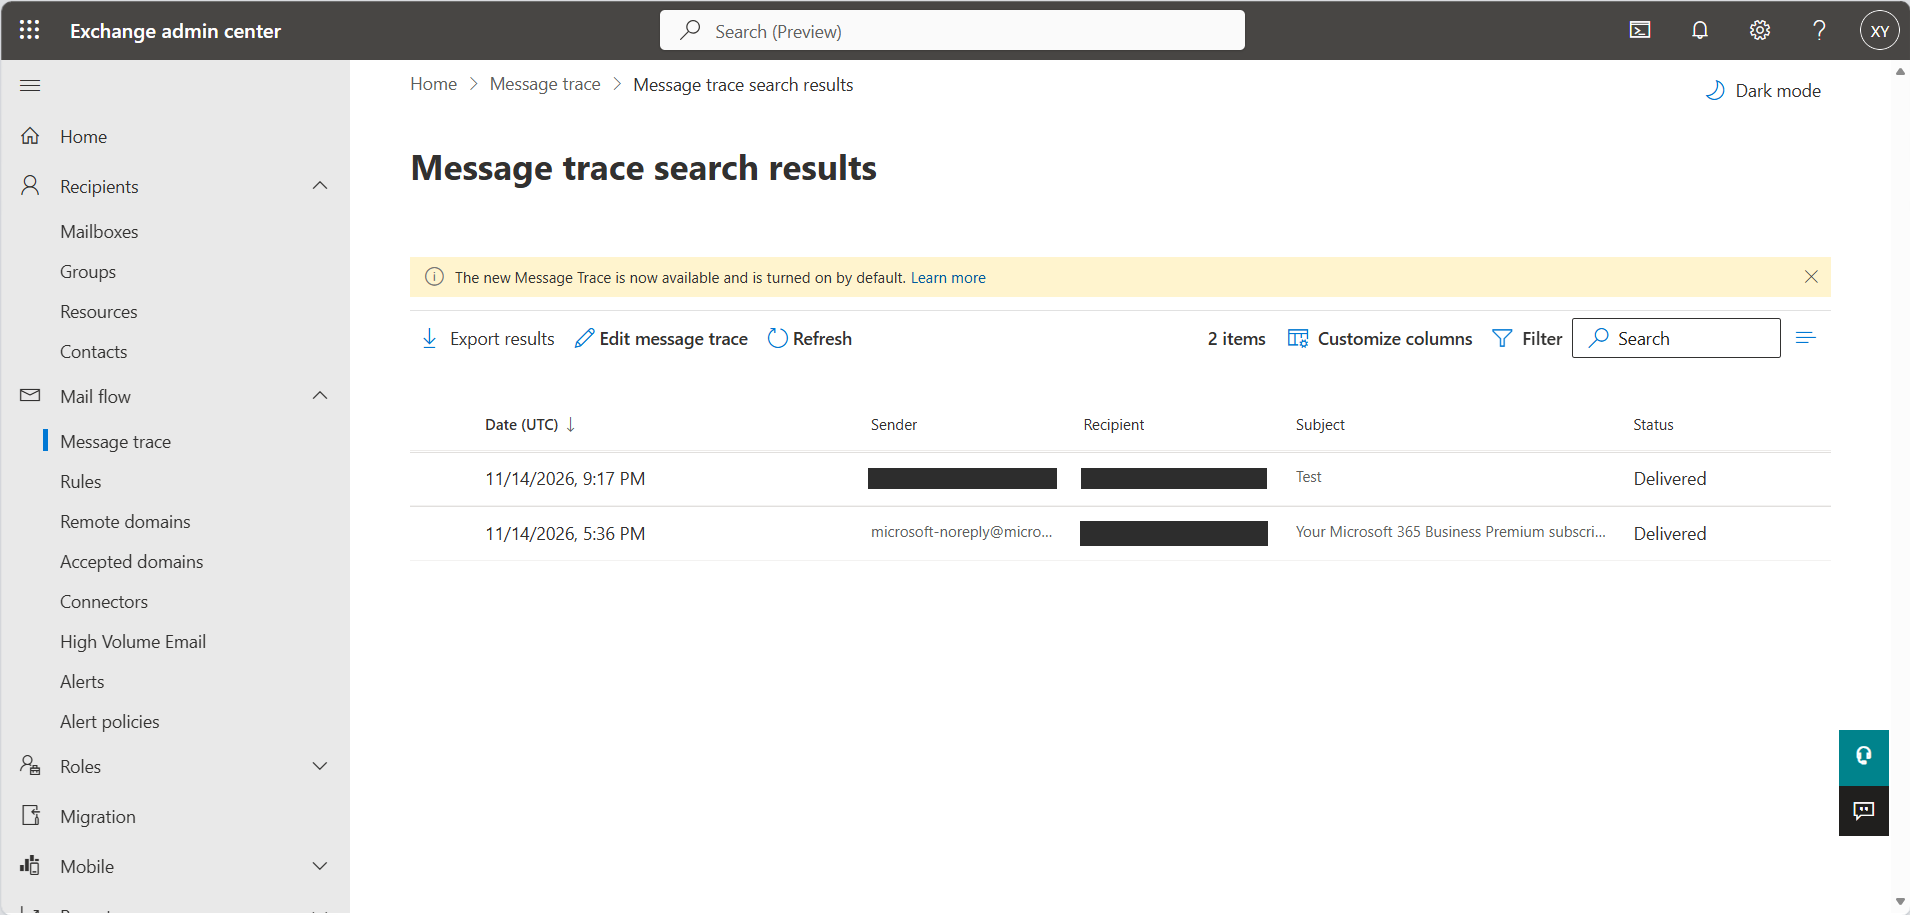 Exchange admin center
Search (Preview)
XY
Home
Recipients
Mailboxes
Groups
Resources
Contacts
Mail flow
Message trace
Rules
Remote domains
Accepted domains
Connectors
High Volume Email
Alerts
Alert policies
Roles
Migration
Mobile
Home > Message trace > Message trace search results
Dark mode
Message trace search results
The new Message Trace is now available and is turned on by default. Learn more
Export results Edit message trace Refresh 2 items Customize columns Filter Search
Date (UTC) ↓ Sender Recipient Subject Status
11/14/2026, 9:17 PM Test Delivered
11/14/2026, 5:36 PM microsoft-noreply@micro... Your Microsoft 365 Business Premium subscri... Delivered